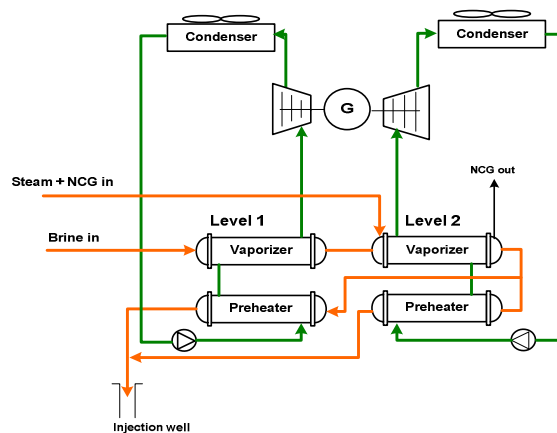 Condenser
Condenser
G
Steam + NCG in
NCG out
Level 1
Level 2
Brine in
Vaporizer
Vaporizer
Preheater
Preheater
Injection well